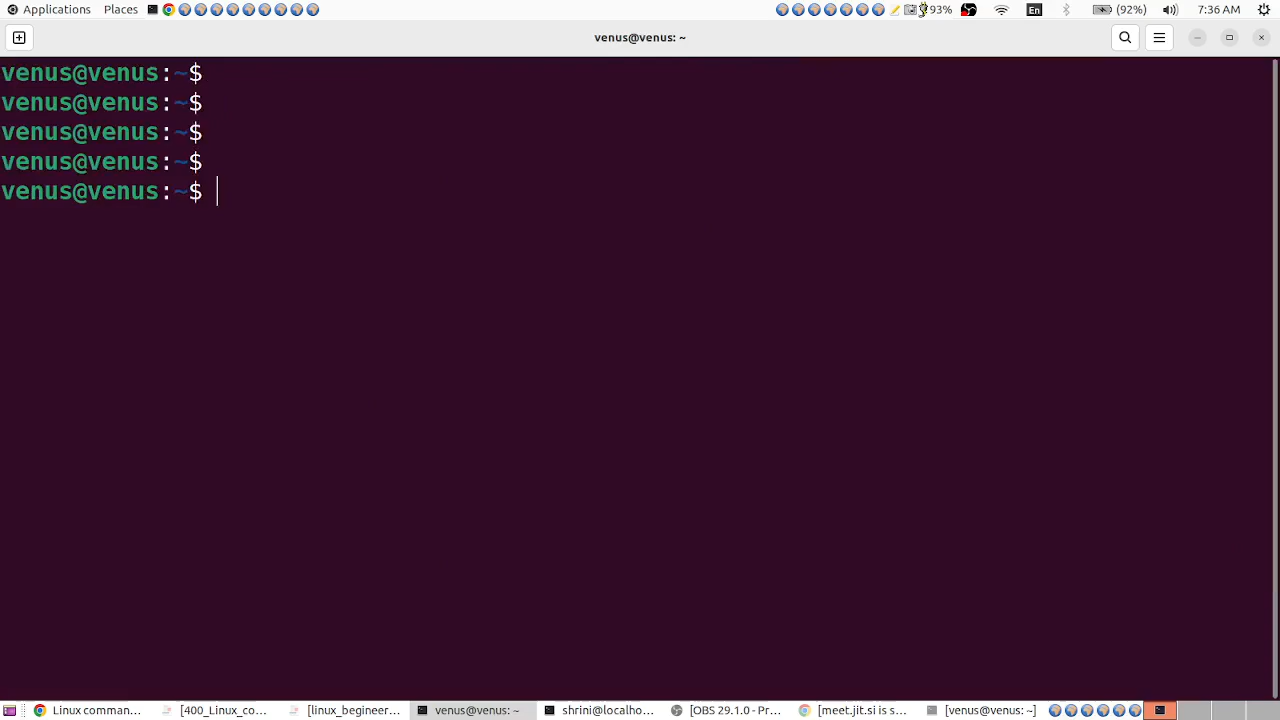 Applications Places 93% En (92%) 7:36 AM
venus@venus: ~
venus@venus:~$
venus@venus:~$
venus@venus:~$
venus@venus:~$
venus@venus:~$
Linux comman... [400_Linux_co... [linux_begineer... venus@venus: ~ shrini@localho... [OBS 29.1.0 - Pr... [meet.jit.si is s... [venus@venus: ~]